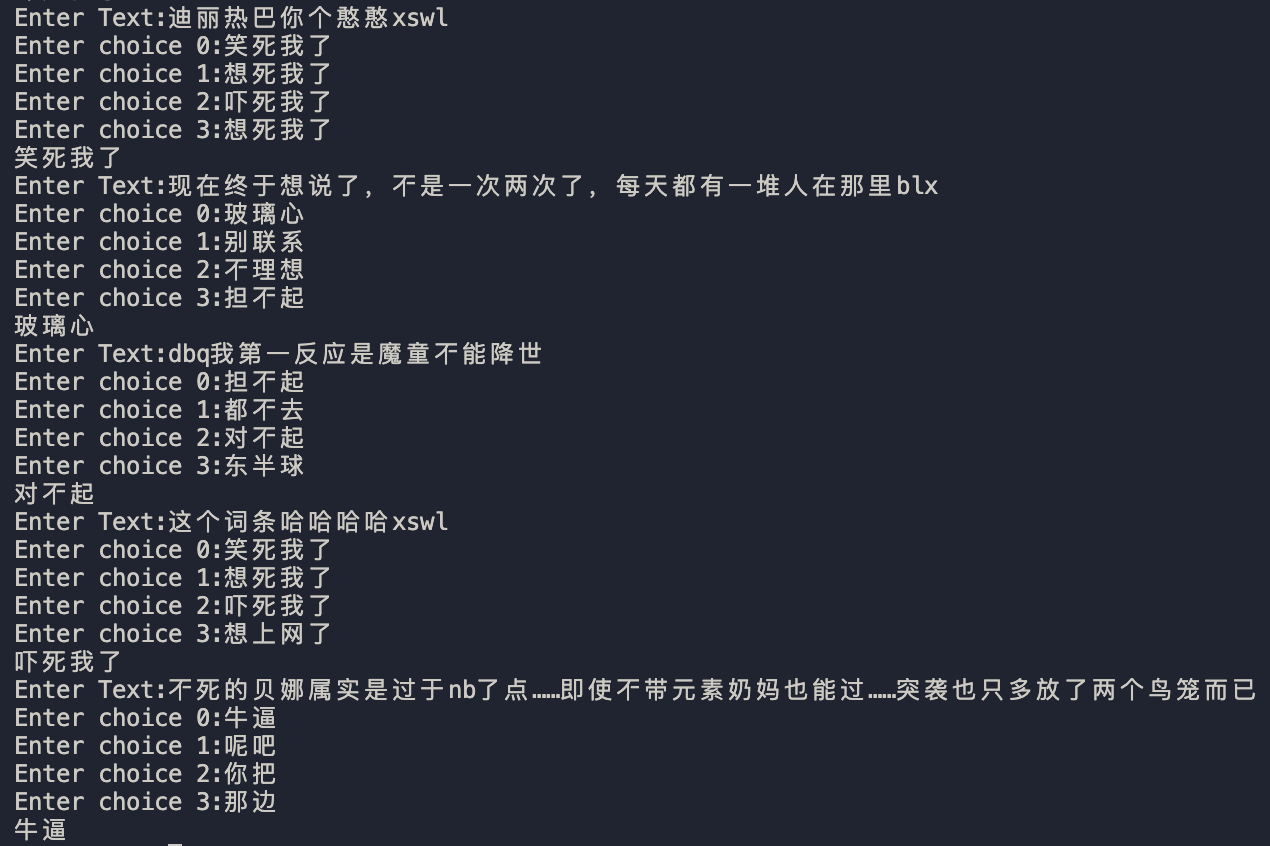 Enter Text:迪丽热巴你个憨憨xswl
Enter choice 0:笑死我了
Enter choice 1:想死我了
Enter choice 2:吓死我了
Enter choice 3:想死我了
笑死我了
Enter Text:现在终于想说了，不是一次两次了，每天都有一堆人在那里blx
Enter choice 0:玻璃心
Enter choice 1:别联系
Enter choice 2:不理想
Enter choice 3:担不起
玻璃心
Enter Text:dbq我第一反应是魔童不能降世
Enter choice 0:担不起
Enter choice 1:都不去
Enter choice 2:对不起
Enter choice 3:东半球
对不起
Enter Text:这个词条哈哈哈哈xswl
Enter choice 0:笑死我了
Enter choice 1:想死我了
Enter choice 2:吓死我了
Enter choice 3:想上网了
吓死我了
Enter Text:不死的贝娜属实是过于nb了点……即使不带元素奶妈也能过……突袭也只多放了两个鸟笼而已
Enter choice 0:牛逼
Enter choice 1:呢吧
Enter choice 2:你把
Enter choice 3:那边
牛逼